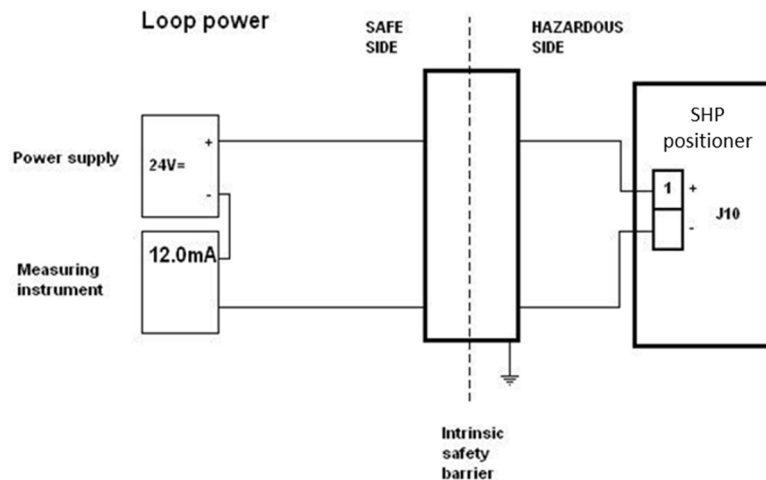 Loop power
SAFE
SIDE
HAZARDOUS
SIDE
Power supply
24V=
+
-
Measuring
instrument
12.0mA
SHP
positioner
1
+
-
J10
Intrinsic
safety
barrier